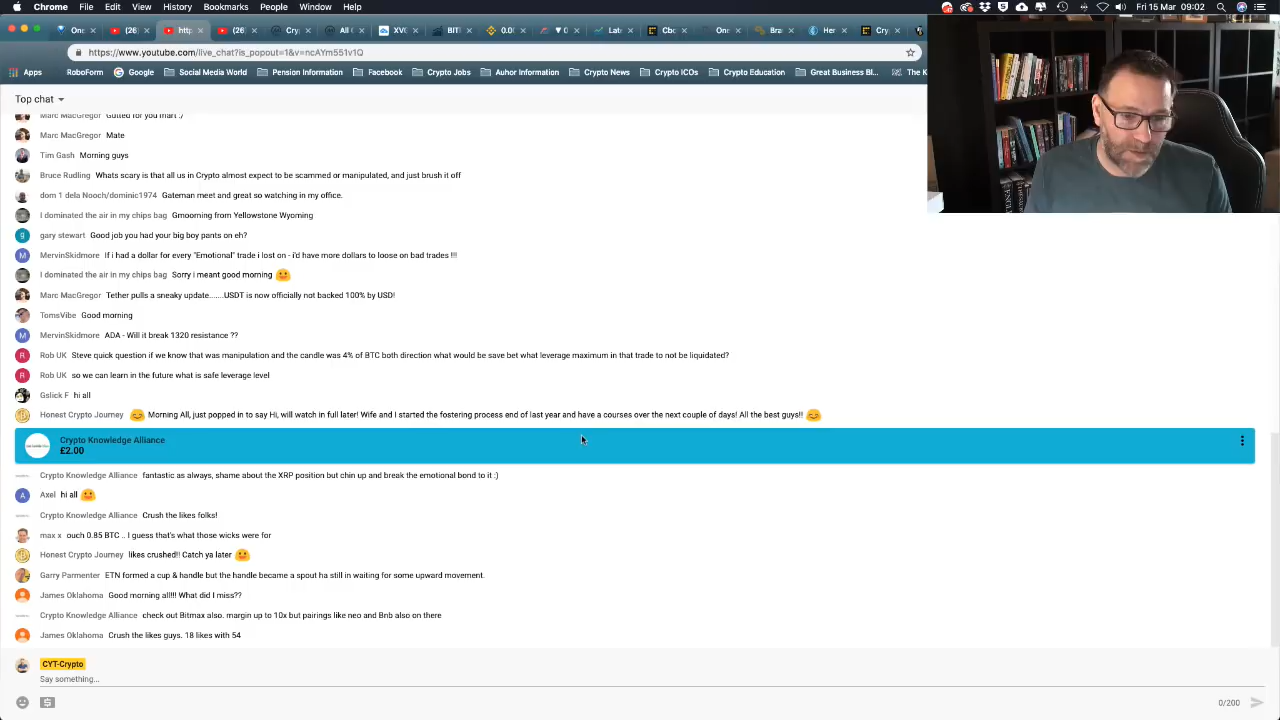 Chrome File Edit View History Bookmarks People Window Help
Fri 15 Mar 09:02
https://www.youtube.com/live_chat?is_popout=1&v=ncAYm551v1Q
Apps RoboForm Google Social Media World Pension Information Facebook Crypto Jobs Auhor Information Crypto News Crypto ICOs Crypto Education Great Business Bl...
Top chat
Marc MacGregor Gutted for you mart :/
Marc MacGregor Mate
Tim Gash Morning guys
Bruce Rudling Whats scary is that all us in Crypto almost expect to be scammed or manipulated, and just brush it off
dom 1 dela Nooch/dominic1974 Gateman meet and great so watching in my office.
I dominated the air in my chips bag Gmoorning from Yellowstone Wyoming
gary stewart Good job you had your big boy pants on eh?
MervinSkidmore If i had a dollar for every "Emotional" trade i lost on - i'd have more dollars to loose on bad trades !!!
I dominated the air in my chips bag Sorry i meant good morning
Marc MacGregor Tether pulls a sneaky update.......USDT is now officially not backed 100% by USD!
TomsVibe Good morning
MervinSkidmore ADA - Will it break 1320 resistance ??
Rob UK Steve quick question if we know that was manipulation and the candle was 4% of BTC both direction what would be save bet what leverage maximum in that trade to not be liquidated?
Rob UK so we can learn in the future what is safe leverage level
Gslick F hi all
Honest Crypto Journey Morning All, just popped in to say Hi, will watch in full later! Wife and I started the fostering process end of last year and have a courses over the next couple of days! All the best guys!!
Crypto Knowledge Alliance
£2.00
Crypto Knowledge Alliance fantastic as always, shame about the XRP position but chin up and break the emotional bond to it :)
Axel hi all
Crypto Knowledge Alliance Crush the likes folks!
max x ouch 0.85 BTC .. I guess that's what those wicks were for
Honest Crypto Journey likes crushed!! Catch ya later
Garry Parmenter ETN formed a cup & handle but the handle became a spout ha still in waiting for some upward movement.
James Oklahoma Good morning all!!! What did I miss??
Crypto Knowledge Alliance check out Bitmax also. margin up to 10x but pairings like neo and Bnb also on there
James Oklahoma Crush the likes guys. 18 likes with 54
CYT-Crypto
Say something...
0/200